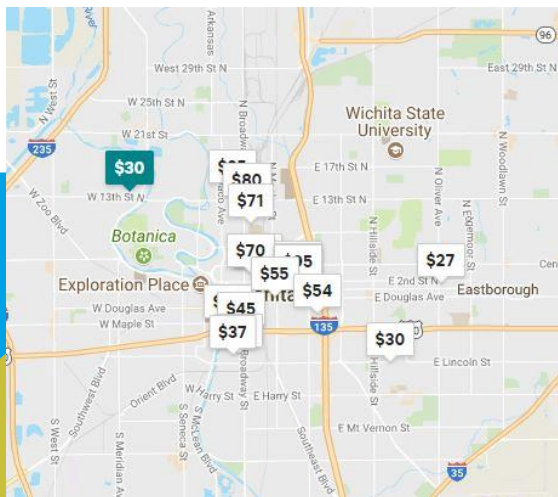 96
West 29th St N
East 29th St N
Arkansas
N West St
W 25th St N
N Broadway
Wichita State
University
W 21st St
235
N Woodlawn St
E 17th St N
$30
$80
W 13th St N
$71
E 13th St N
N Oliver Ave
N Edgemoor St
N Hillside St
W Zoo Blvd
Botanica
$70
$55
$27
Exploration Place
E 2nd St N
$54
E Douglas Ave
Eastborough
W Douglas Ave
$45
W Maple St
$37
135
$30
E Lincoln St
Broadway
Hillside St
Orient Blvd
Southwest Blvd
W Harry St
E Harry St
S West St
S Meridian Av
S Seneca St
S McLean Blvd
Southeast Blvd
E Mt Vernon St
35